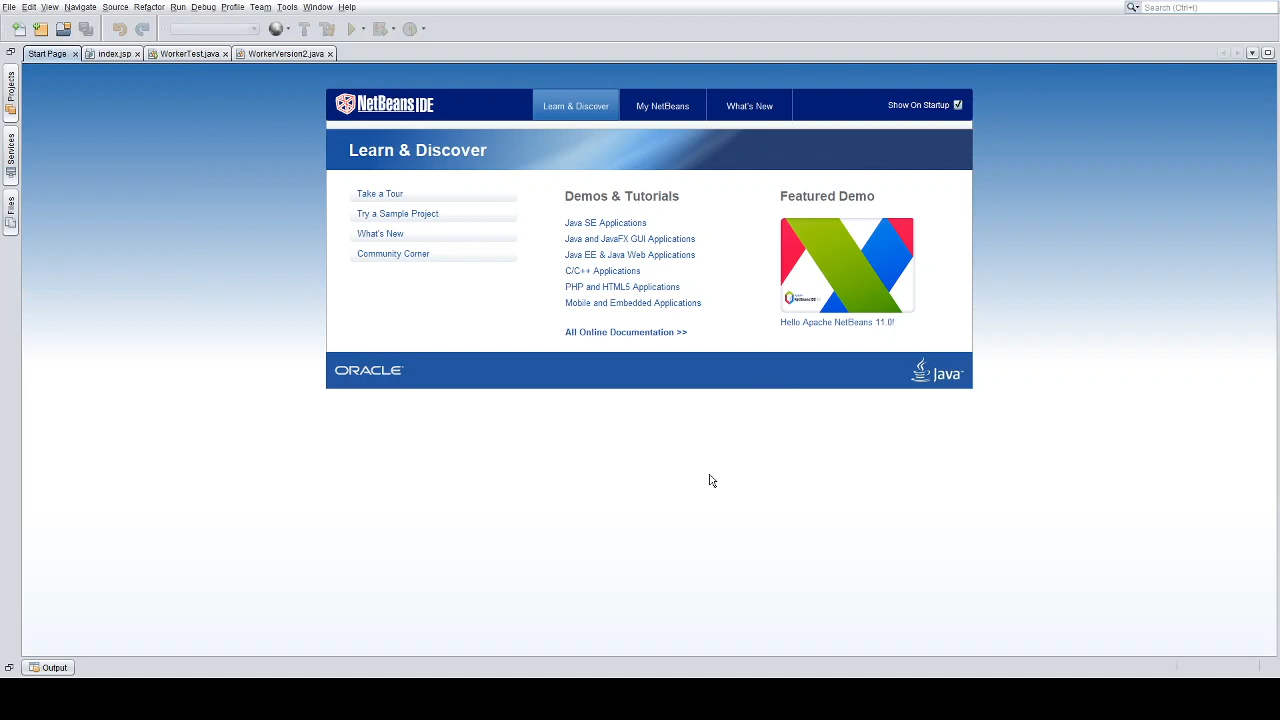 File Edit View Navigate Source Refactor Run Debug Profile Team Tools Window Help
Search (Ctrl+I)
Start Page index.jsp WorkerTest.java WorkerVersion2.java
Projects
Services
Files
NetBeans IDE
Learn & Discover My NetBeans What's New Show On Startup
Learn & Discover
Take a Tour
Try a Sample Project
What's New
Community Corner
Demos & Tutorials
Java SE Applications
Java and JavaFX GUI Applications
Java EE & Java Web Applications
C/C++ Applications
PHP and HTML5 Applications
Mobile and Embedded Applications
All Online Documentation >>
Featured Demo
Hello Apache NetBeans 11.0!
ORACLE
Java
Output